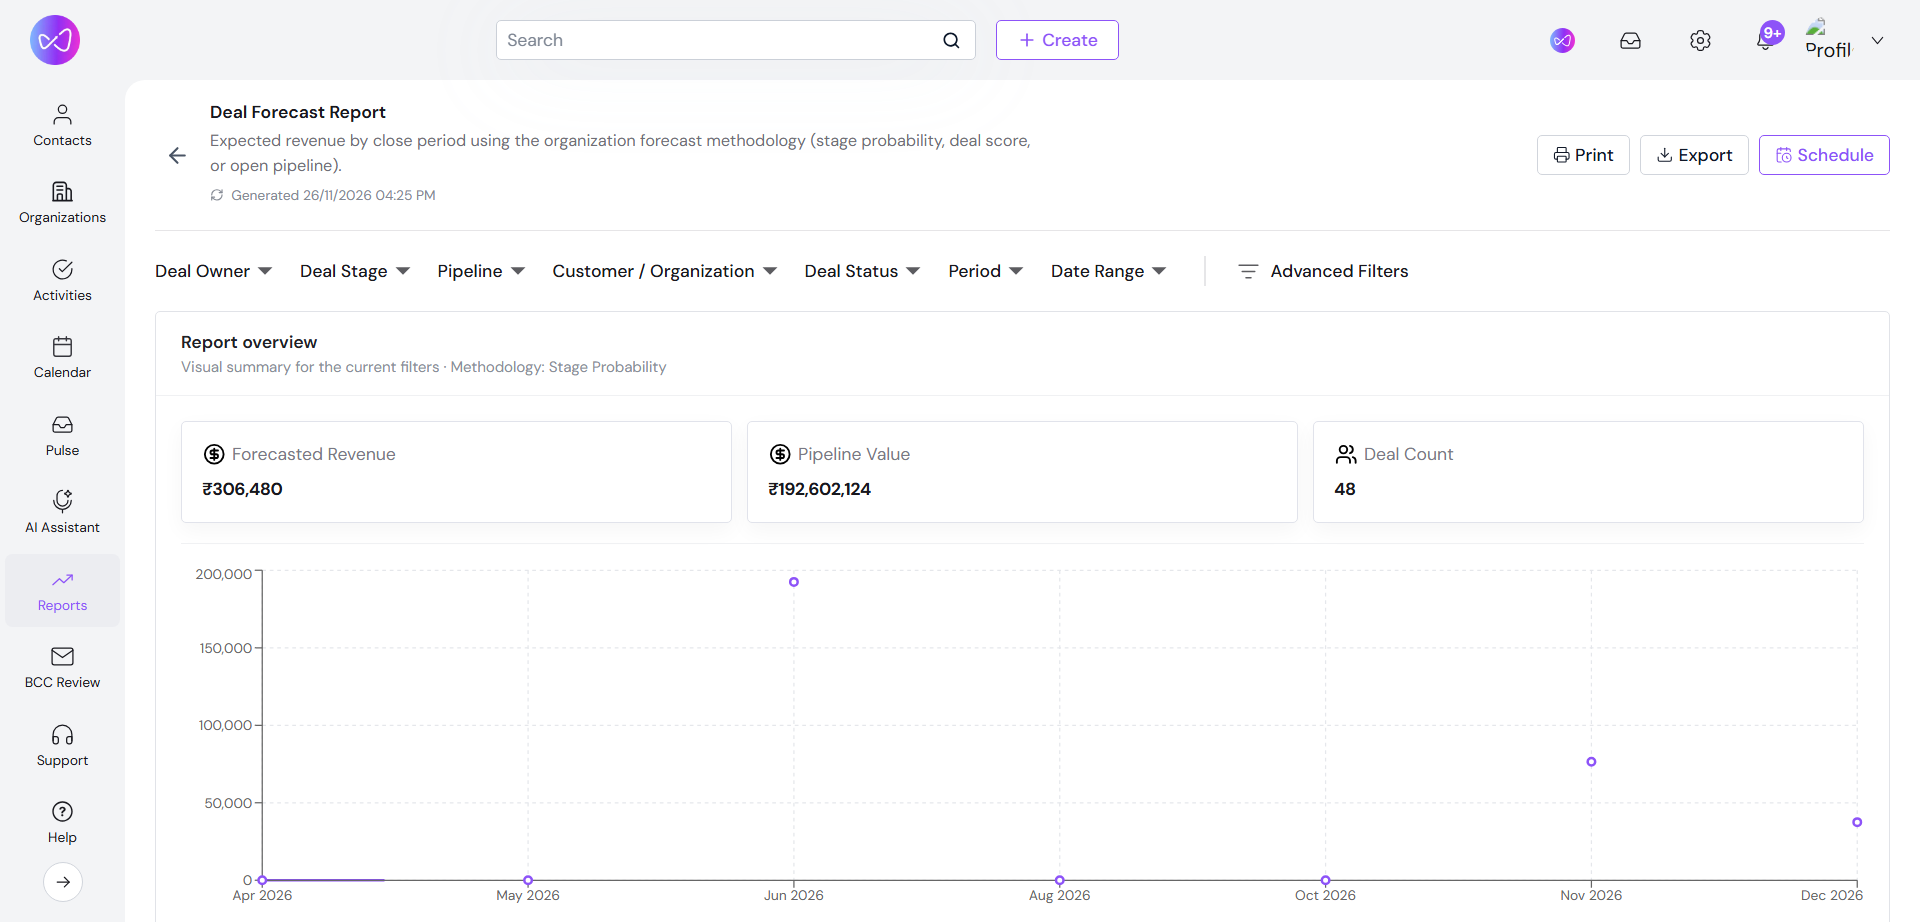 Search
+ Create
9+
Profil
Contacts
Organizations
Activities
Calendar
Pulse
AI Assistant
Reports
BCC Review
Support
Help
Deal Forecast Report
Expected revenue by close period using the organization forecast methodology (stage probability, deal score,
or open pipeline).
Generated 26/11/2026 04:25 PM
Print
Export
Schedule
Deal Owner
Deal Stage
Pipeline
Customer / Organization
Deal Status
Period
Date Range
Advanced Filters
Report overview
Visual summary for the current filters · Methodology: Stage Probability
Forecasted Revenue
₹306,480
Pipeline Value
₹192,602,124
Deal Count
48
200,000
150,000
100,000
50,000
0
Apr 2026
May 2026
Jun 2026
Aug 2026
Oct 2026
Nov 2026
Dec 2026